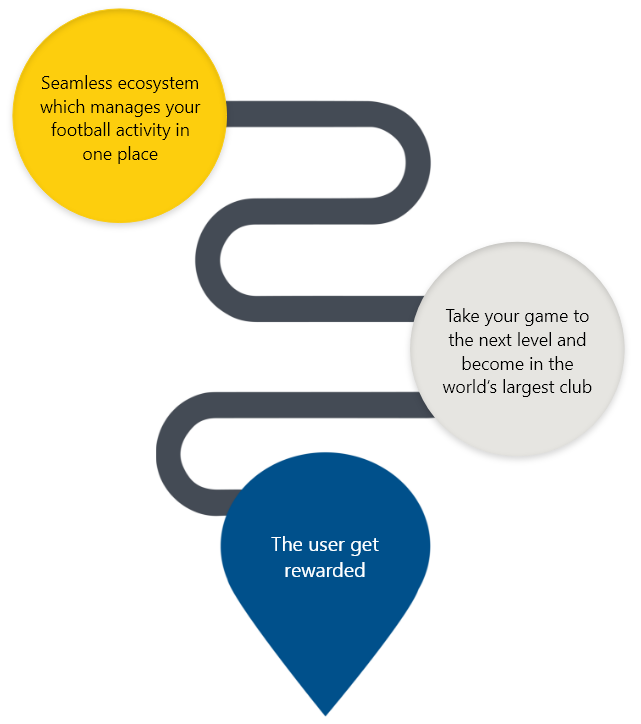 Seamless ecosystem
which manages your
football activity in
one place
Take your game to
the next level and
become in the
world’s largest club
The user get
rewarded